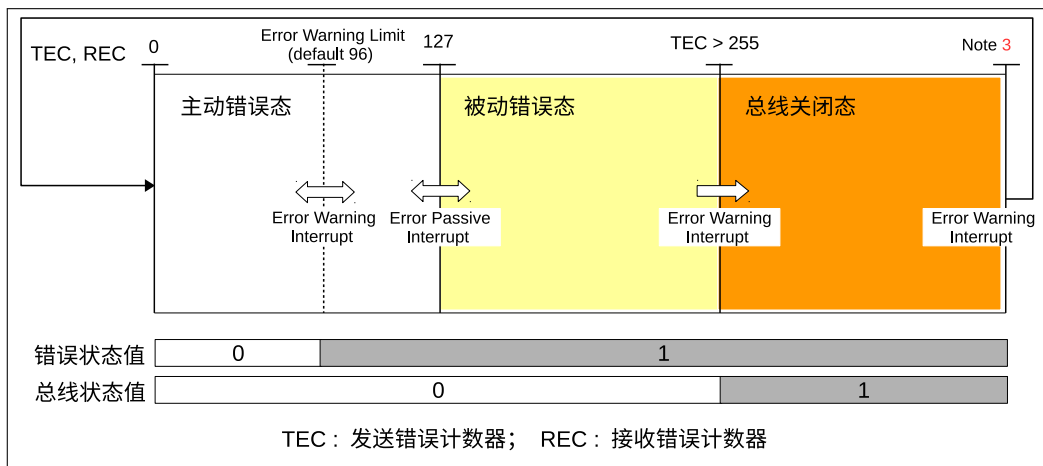 TEC, REC
0
Error Warning Limit
(default 96)
127
TEC > 255
Note 3
主动错误态
被动错误态
总线关闭态
Error Warning
Interrupt
Error Passive
Interrupt
Error Warning
Interrupt
Error Warning
Interrupt
错误状态值 0 1
总线状态值 0 1
TEC : 发送错误计数器； REC : 接收错误计数器